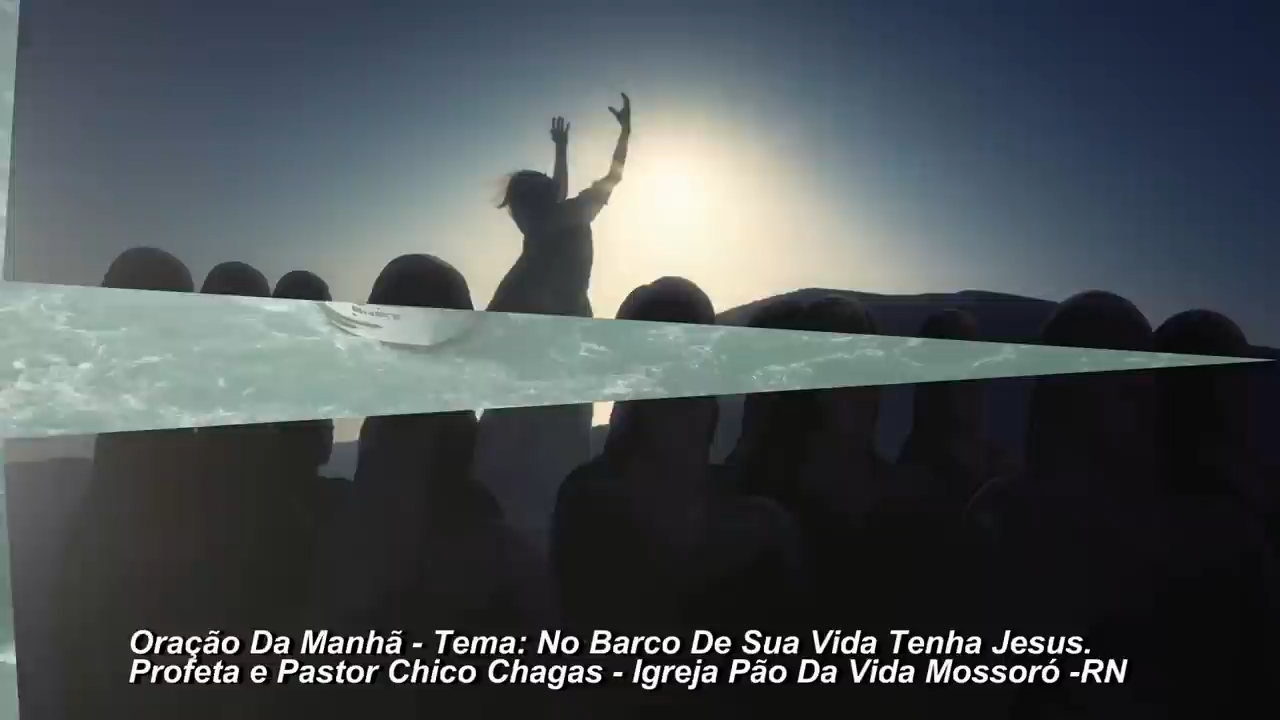 Oração Da Manhã - Tema: No Barco De Sua Vida Tenha Jesus.
Profeta e Pastor Chico Chagas - Igreja Pão Da Vida Mossoró -RN